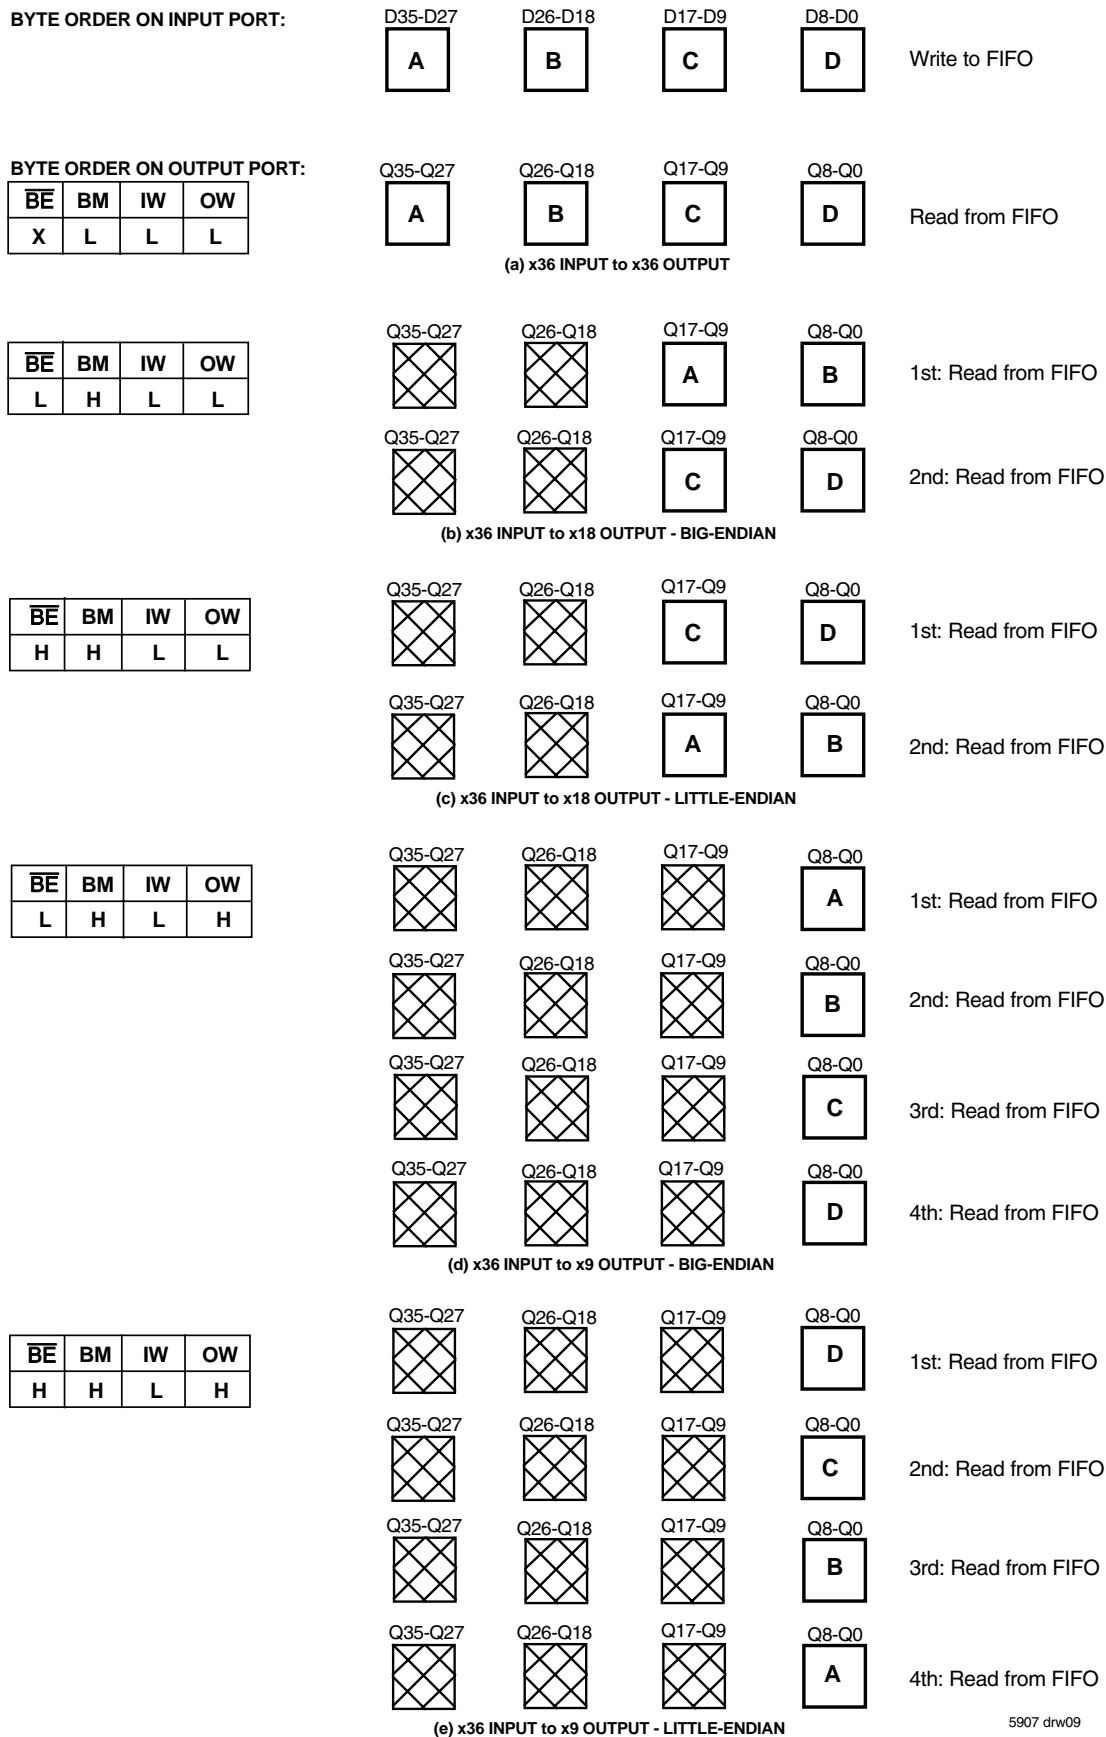 BYTE ORDER ON INPUT PORT:
D35-D27 D26-D18 D17-D9 D8-D0
A B C D Write to FIFO
BYTE ORDER ON OUTPUT PORT:
Q35-Q27 Q26-Q18 Q17-Q9 Q8-Q0
B̅E̅ BM IW OW
X L L L
A B C D Read from FIFO
(a) x36 INPUT to x36 OUTPUT
Q35-Q27 Q26-Q18 Q17-Q9 Q8-Q0
B̅E̅ BM IW OW
L H L L
A B 1st: Read from FIFO
Q35-Q27 Q26-Q18 Q17-Q9 Q8-Q0
C D 2nd: Read from FIFO
(b) x36 INPUT to x18 OUTPUT - BIG-ENDIAN
Q35-Q27 Q26-Q18 Q17-Q9 Q8-Q0
B̅E̅ BM IW OW
H H L L
C D 1st: Read from FIFO
Q35-Q27 Q26-Q18 Q17-Q9 Q8-Q0
A B 2nd: Read from FIFO
(c) x36 INPUT to x18 OUTPUT - LITTLE-ENDIAN
Q35-Q27 Q26-Q18 Q17-Q9 Q8-Q0
B̅E̅ BM IW OW
L H L H
A 1st: Read from FIFO
Q35-Q27 Q26-Q18 Q17-Q9 Q8-Q0
B 2nd: Read from FIFO
Q35-Q27 Q26-Q18 Q17-Q9 Q8-Q0
C 3rd: Read from FIFO
Q35-Q27 Q26-Q18 Q17-Q9 Q8-Q0
D 4th: Read from FIFO
(d) x36 INPUT to x9 OUTPUT - BIG-ENDIAN
Q35-Q27 Q26-Q18 Q17-Q9 Q8-Q0
B̅E̅ BM IW OW
H H L H
D 1st: Read from FIFO
Q35-Q27 Q26-Q18 Q17-Q9 Q8-Q0
C 2nd: Read from FIFO
Q35-Q27 Q26-Q18 Q17-Q9 Q8-Q0
B 3rd: Read from FIFO
Q35-Q27 Q26-Q18 Q17-Q9 Q8-Q0
A 4th: Read from FIFO
(e) x36 INPUT to x9 OUTPUT - LITTLE-ENDIAN
5907 drw09